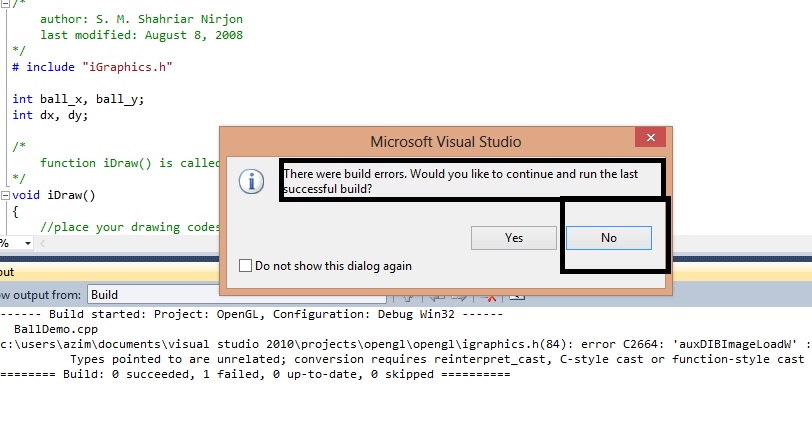 /*
author: S. M. Shahriar Nirjon
last modified: August 8, 2008
*/
# include "iGraphics.h"
int ball_x, ball_y;
int dx, dy;
/*
function iDraw() is called
*/
void iDraw()
{
//place your drawing codes
%
Microsoft Visual Studio
There were build errors. Would you like to continue and run the last
successful build?
Yes
No
Do not show this dialog again
put
ow output from: Build
------ Build started: Project: OpenGL, Configuration: Debug Win32 ------
BallDemo.cpp
c:\users\azim\documents\visual studio 2010\projects\opengl\opengl\igraphics.h(84): error C2664: 'auxDIBImageLoadW' :
Types pointed to are unrelated; conversion requires reinterpret_cast, C-style cast or function-style cast
======== Build: 0 succeeded, 1 failed, 0 up-to-date, 0 skipped ==========